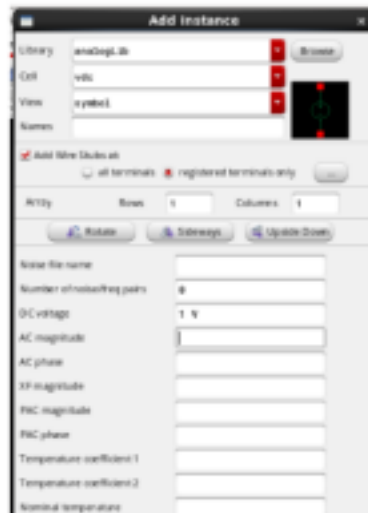 Add Instance
Library analogLib Browse
Cell vdc
View symbol
Names
Add Wire Stubs at:
all terminals registered terminals only ...
Array Rows 1 Columns 1
Rotate Sideways Upside Down
Noise file name
Number of noise/freq pairs 0
DC voltage 1 V
AC magnitude
AC phase
XF magnitude
PAC magnitude
PAC phase
Temperature coefficient 1
Temperature coefficient 2
Nominal temperature